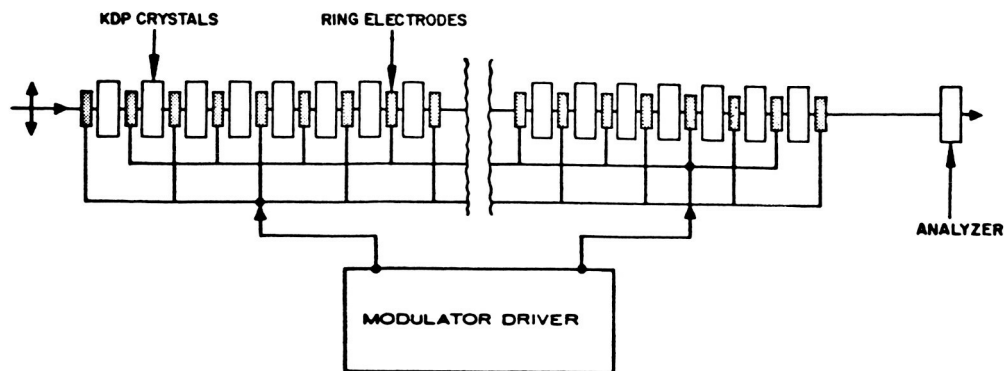 KDP CRYSTALS
RING ELECTRODES
ANALYZER
MODULATOR DRIVER